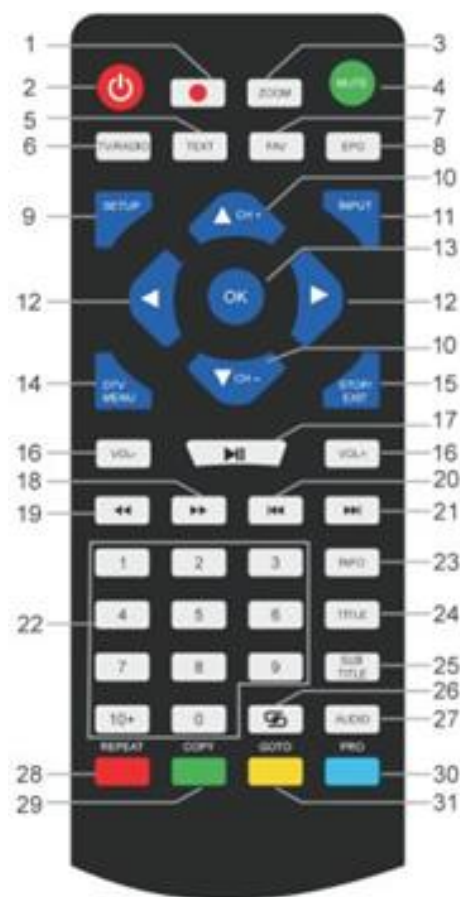 1 3
2 MUTE 4
ZOOM
5 7
6 TV/RADIO TEXT FAV EPG 8
9 SETUP CH+ INPUT 10
11
OK 13
12 12
10
14 DTV MENU CH- STOP/ EXIT 15
17
16 VOL- VOL+ 16
18 20
19 21
1 2 3 INFO 23
22 4 5 6 TITLE 24
7 8 9 SUB TITLE 25
26
10+ 0 AUDIO 27
REPEAT COPY GOTO PRO
28 30
29 31